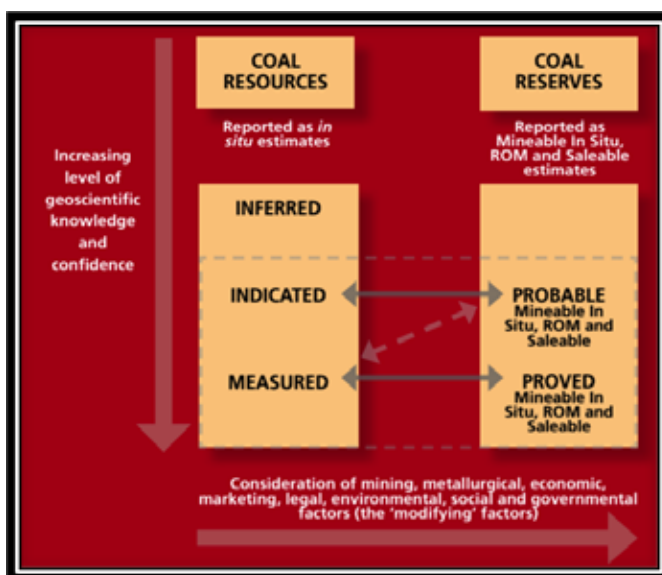 COAL
RESOURCES
COAL
RESERVES
Reported as in
situ estimates
Reported as
Mineable In Situ,
ROM and Saleable
estimates
Increasing
level of
geoscientific
knowledge
and
confidence
INFERRED
INDICATED
MEASURED
PROBABLE
Mineable In
Situ, ROM and
Saleable
PROVED
Mineable In
Situ, ROM and
Saleable
Consideration of mining, metallurgical, economic,
marketing, legal, environmental, social and governmental
factors (the ‘modifying’ factors)